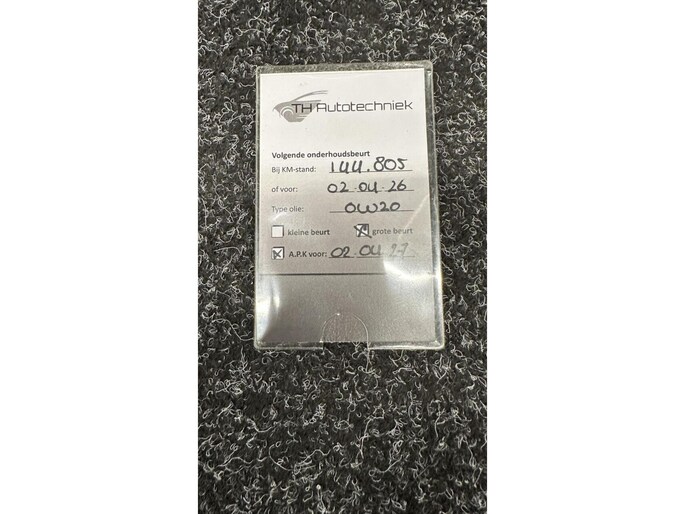 TH Autotechniek
Volgende onderhoudsbeurt
Bij KM-stand: 144.805
of voor: 02-04-26
Type olie: 0W20
kleine beurt grote beurt
A.P.K voor: 02 04 27